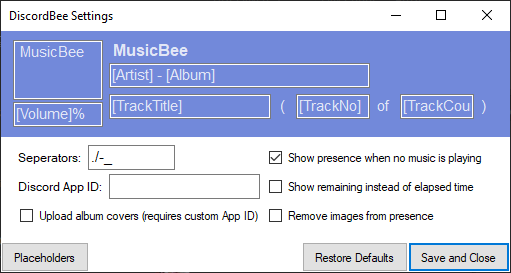 DiscordBee Settings
MusicBee
MusicBee
[Artist] - [Album]
[Volume]%
[TrackTitle] ( [TrackNo] of [TrackCou )
Seperators: ./-_
Show presence when no music is playing
Discord App ID:
Show remaining instead of elapsed time
Upload album covers (requires custom App ID)
Remove images from presence
Placeholders
Restore Defaults
Save and Close